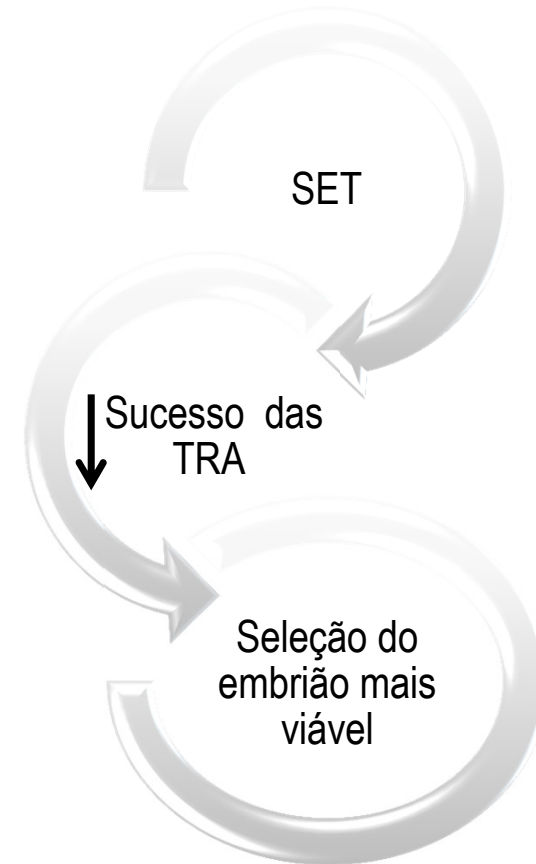 SET
Sucesso das
TRA
Seleção do
embrião mais
viável